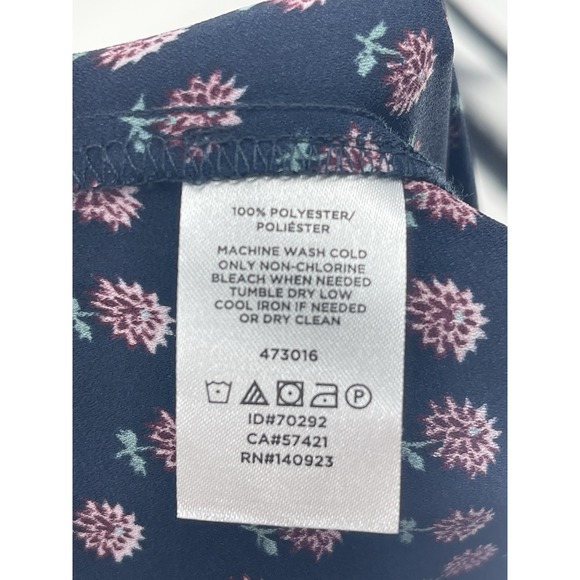 100% POLYESTER/
POLIÉSTER
MACHINE WASH COLD
ONLY NON-CHLORINE
BLEACH WHEN NEEDED
TUMBLE DRY LOW
COOL IRON IF NEEDED
OR DRY CLEAN
473016
P
ID#70292
CA#57421
RN#140923